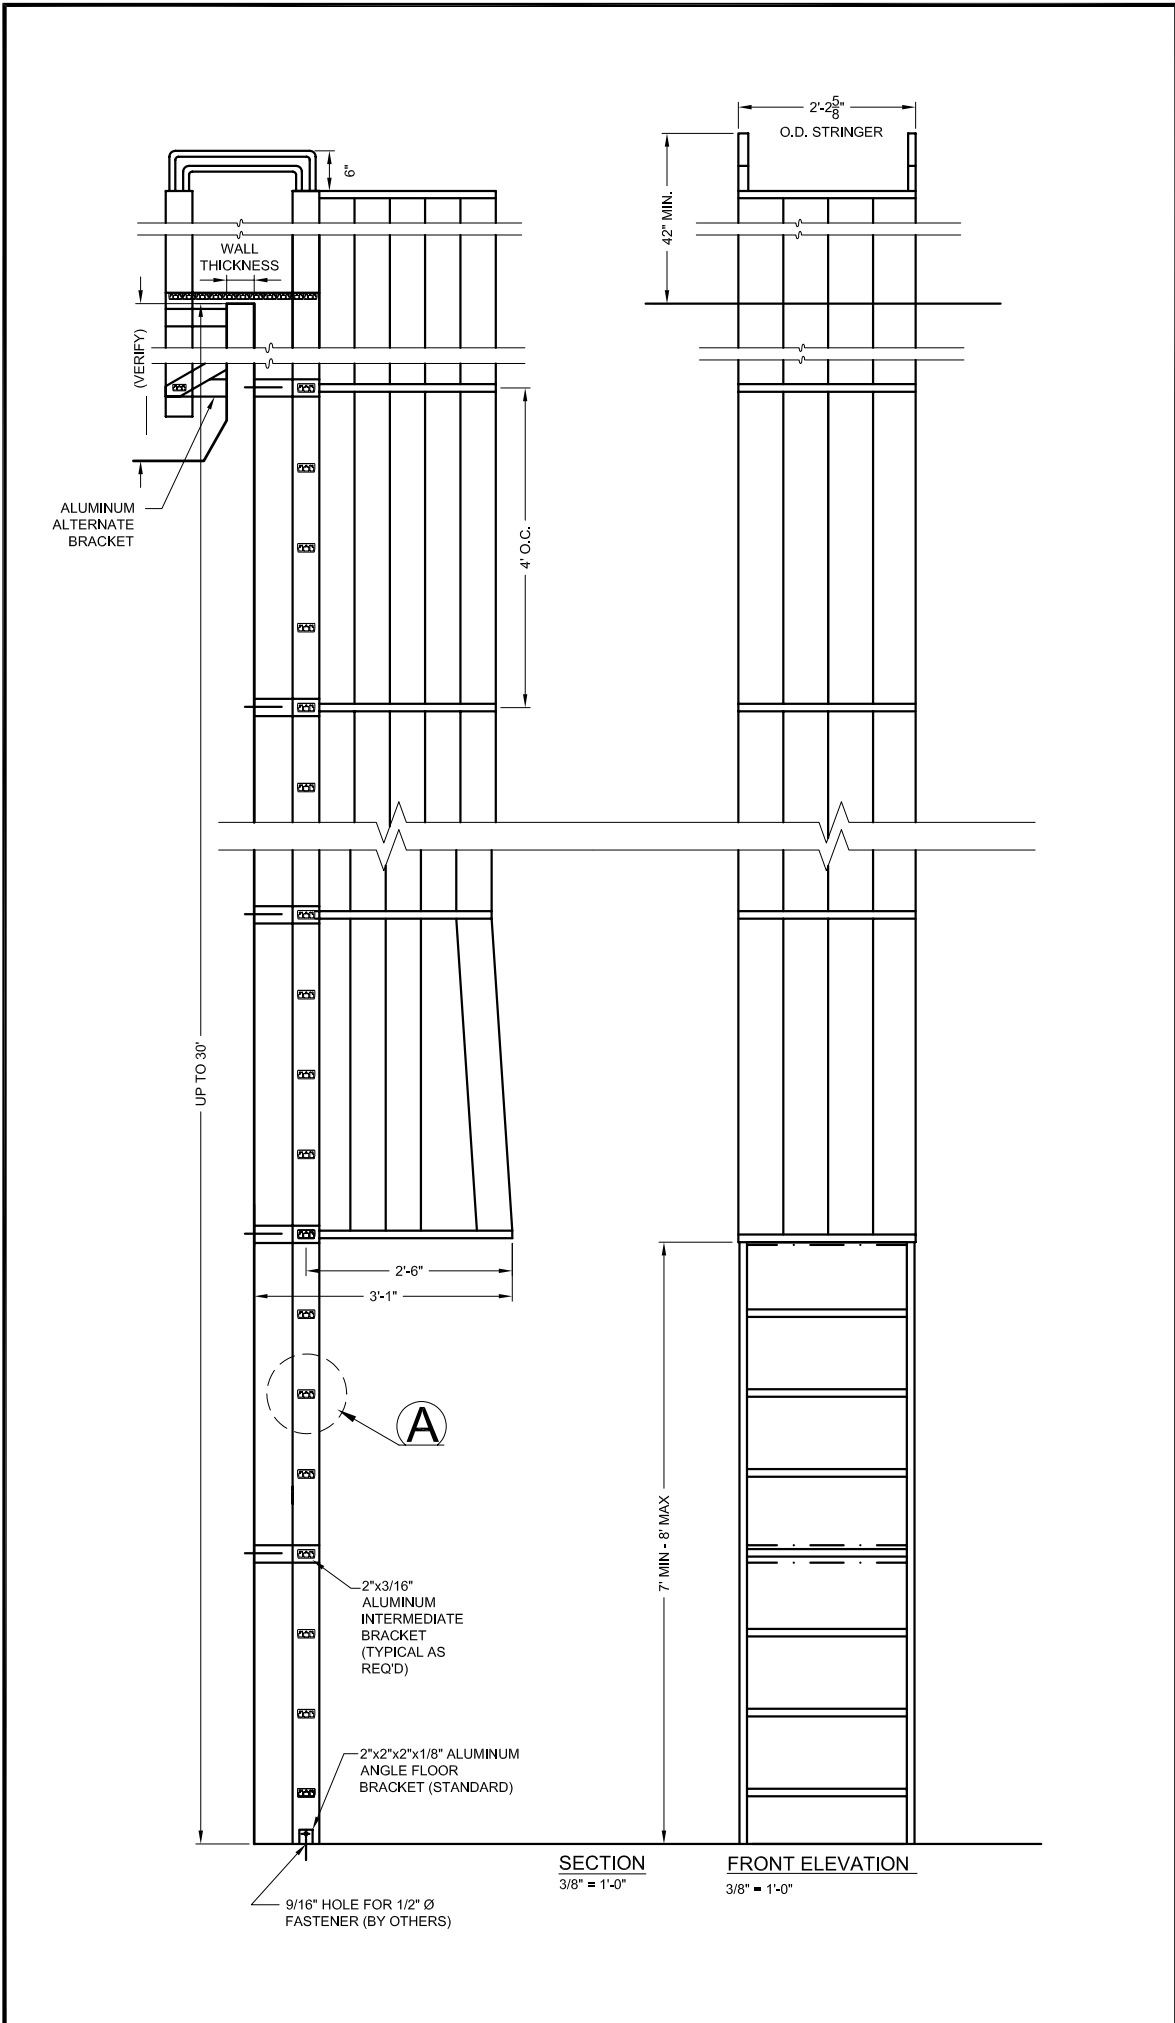 2'-2 5/8"
O.D. STRINGER
6"
42" MIN.
WALL
THICKNESS
(VERIFY)
ALUMINUM
ALTERNATE
BRACKET
4' O.C.
UP TO 30'
2'-6"
3'-1"
A
7' MIN - 8' MAX
2"x3/16"
ALUMINUM
INTERMEDIATE
BRACKET
(TYPICAL AS
REQ'D)
2"x2"x2"x1/8" ALUMINUM
ANGLE FLOOR
BRACKET (STANDARD)
SECTION
3/8" = 1'-0"
FRONT ELEVATION
3/8" = 1'-0"
9/16" HOLE FOR 1/2" Ø
FASTENER (BY OTHERS)